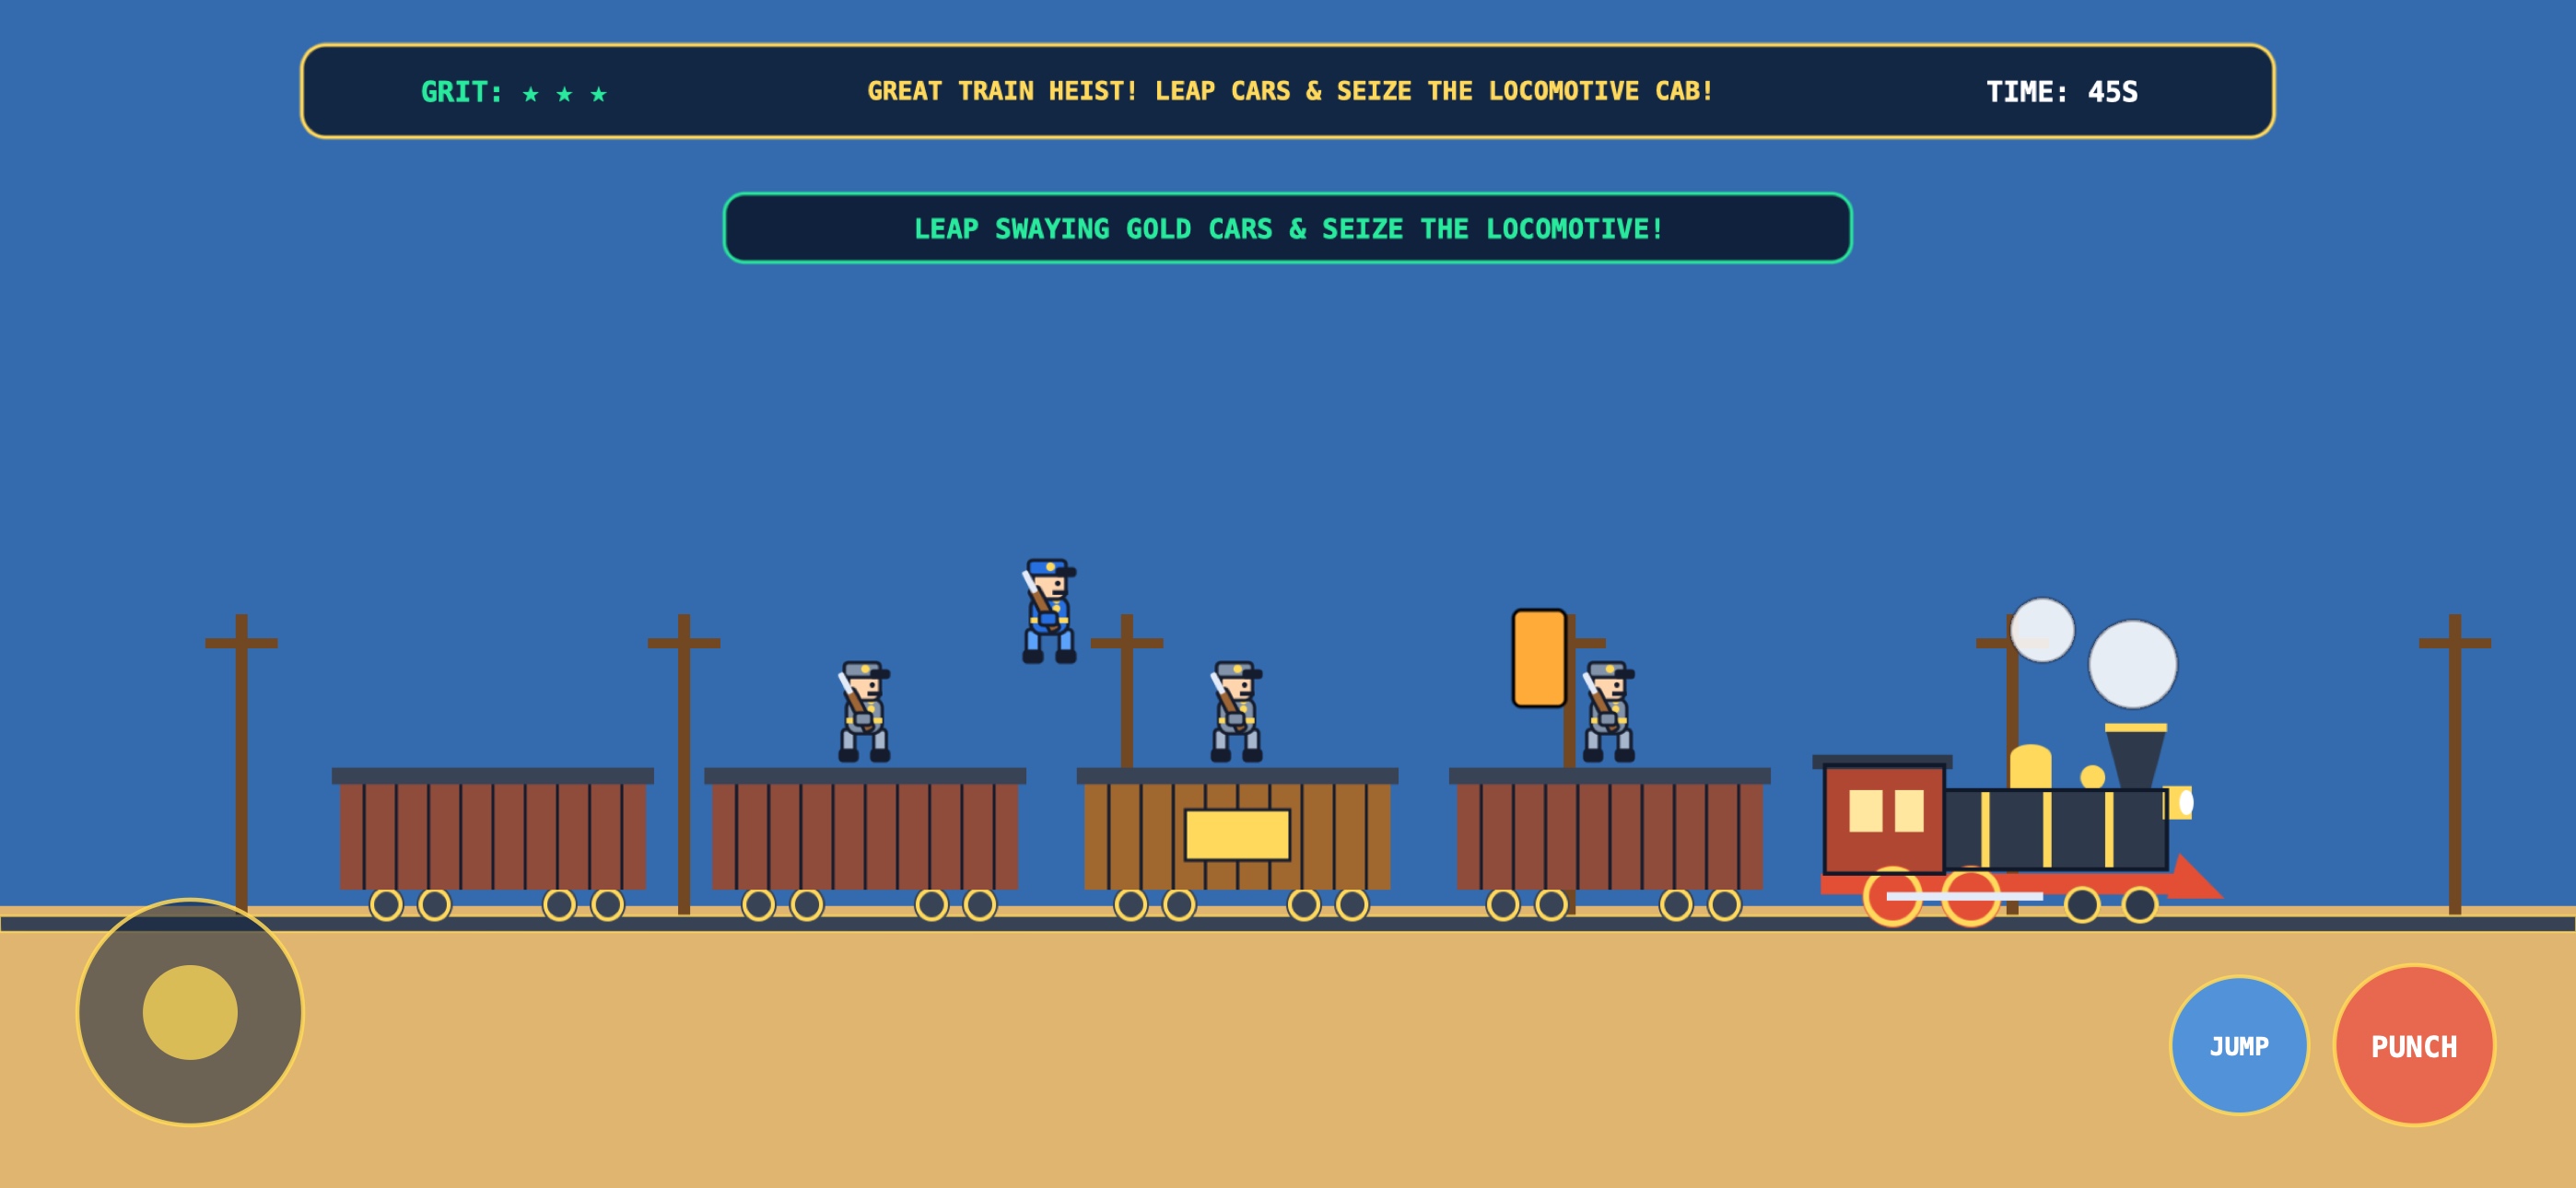 GRIT: ★ ★ ★
GREAT TRAIN HEIST! LEAP CARS & SEIZE THE LOCOMOTIVE CAB!
TIME: 45S
LEAP SWAYING GOLD CARS & SEIZE THE LOCOMOTIVE!
JUMP
PUNCH